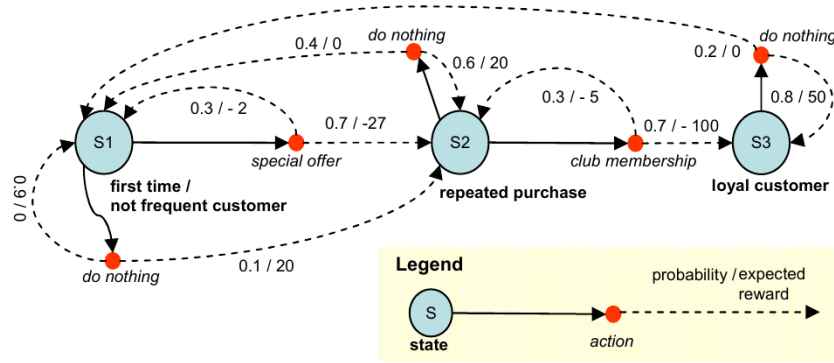 do nothing
do nothing
0.4 / 0
0.6 / 20
0.2 / 0
0.3 / - 2
0.3 / - 5
0.8 / 50
S1
0.7 / -27
S2
0.7 / - 100
S3
special offer
club membership
first time /
not frequent customer
repeated purchase
loyal customer
0.9 / 0
do nothing
0.1 / 20
Legend
probability / expected
reward
S
state
action